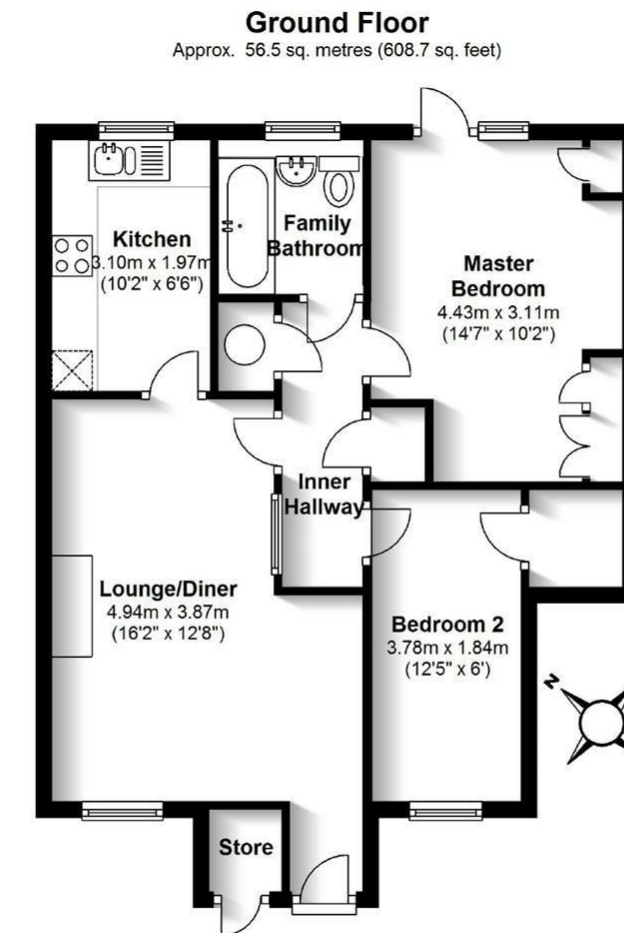 Ground Floor
Approx. 56.5 sq. metres (608.7 sq. feet)
Kitchen
3.10m x 1.97m
(10'2" x 6'6")
Family
Bathroom
Master
Bedroom
4.43m x 3.11m
(14'7" x 10'2")
Inner
Hallway
Lounge/Diner
4.94m x 3.87m
(16'2" x 12'8")
Bedroom 2
3.78m x 1.84m
(12'5" x 6')
N
Store